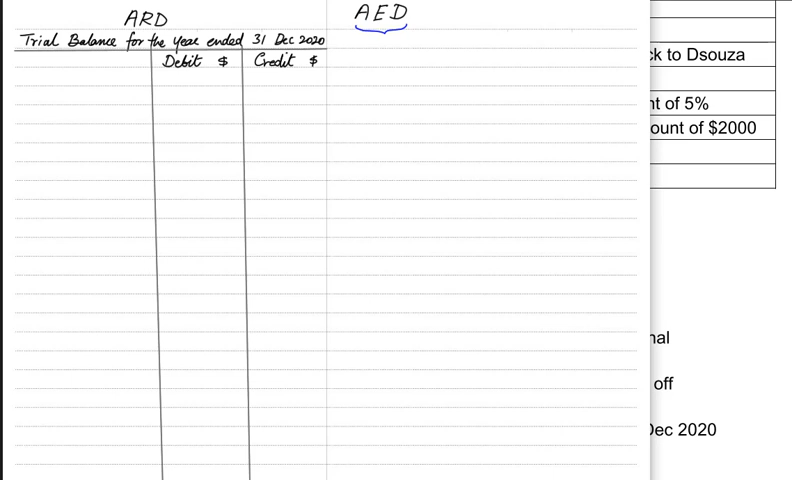 ARD
AED
Trial Balance for the year ended 31 Dec 2020
Debit $ Credit $
ck to Dsouza
nt of 5%
ount of $2000
nal
off
Dec 2020